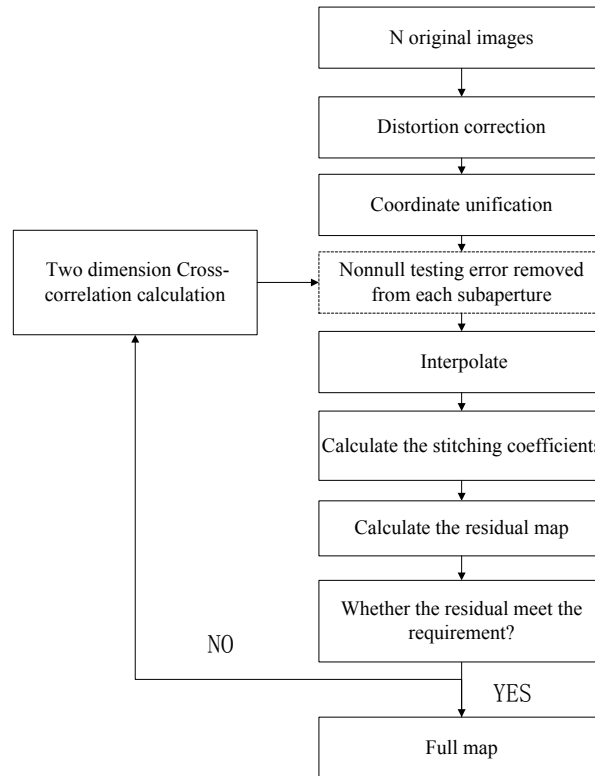 N original images
Distortion correction
Coordinate unification
Two dimension Cross-
correlation calculation
Nonnull testing error removed
from each subaperture
Interpolate
Calculate the stitching coefficients
Calculate the residual map
Whether the residual meet the
requirement?
NO
YES
Full map